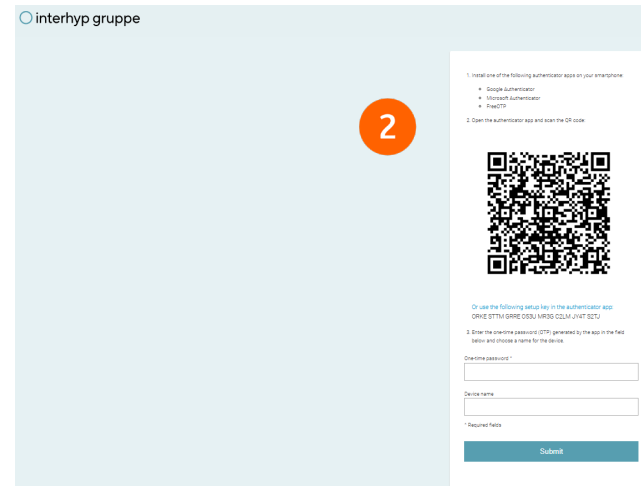 interhyp gruppe
2
1. Install one of the following authenticator apps on your smartphone:
Google Authenticator
Microsoft Authenticator
FreeOTP
2. Open the authenticator app and scan the QR code:
Or use the following setup key in the authenticator app
ORKE STTM GRRE O53U MR3G C2LM JY4T S2TJ
3. Enter the one-time password (OTP) generated by the app in the field
below and choose a name for the device.
One-time password *
Device name
* Required fields
Submit